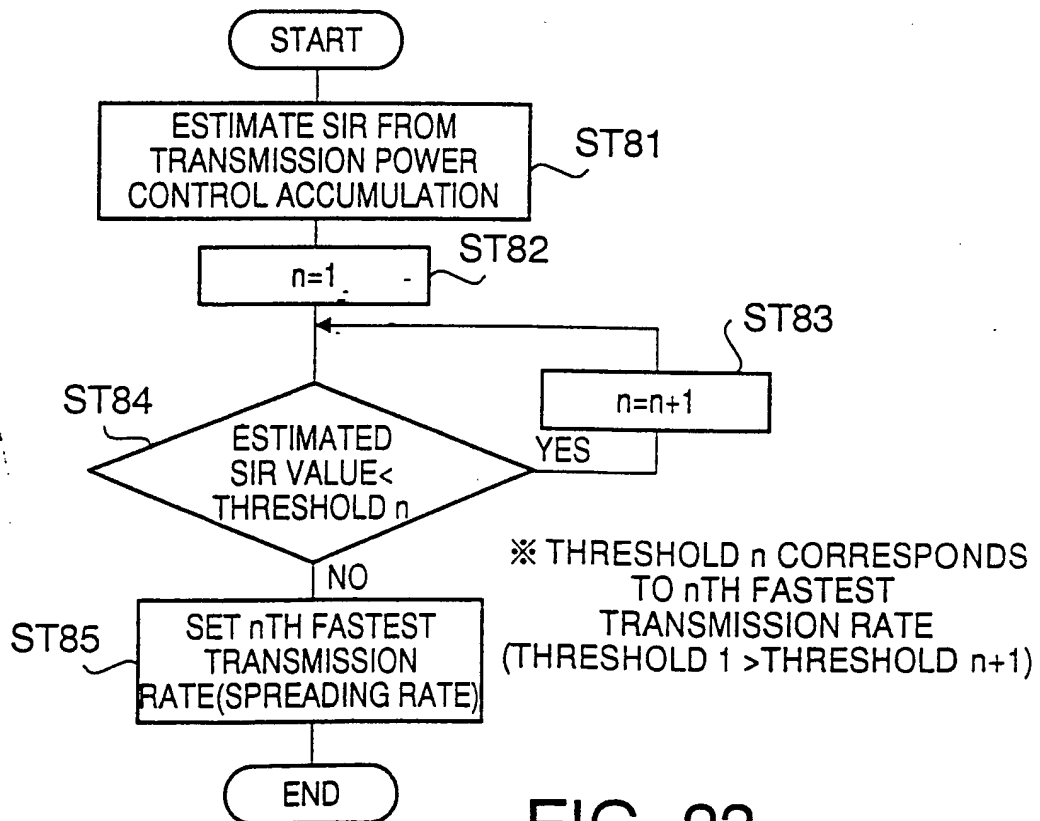 START
ESTIMATE SIR FROM
TRANSMISSION POWER
CONTROL ACCUMULATION
ST81
n=1
ST82
ST83
n=n+1
ST84
ESTIMATED
SIR VALUE<
THRESHOLD n
YES
NO
※ THRESHOLD n CORRESPONDS
TO nTH FASTEST
TRANSMISSION RATE
(THRESHOLD 1 >THRESHOLD n+1)
ST85
SET nTH FASTEST
TRANSMISSION
RATE(SPREADING RATE)
END